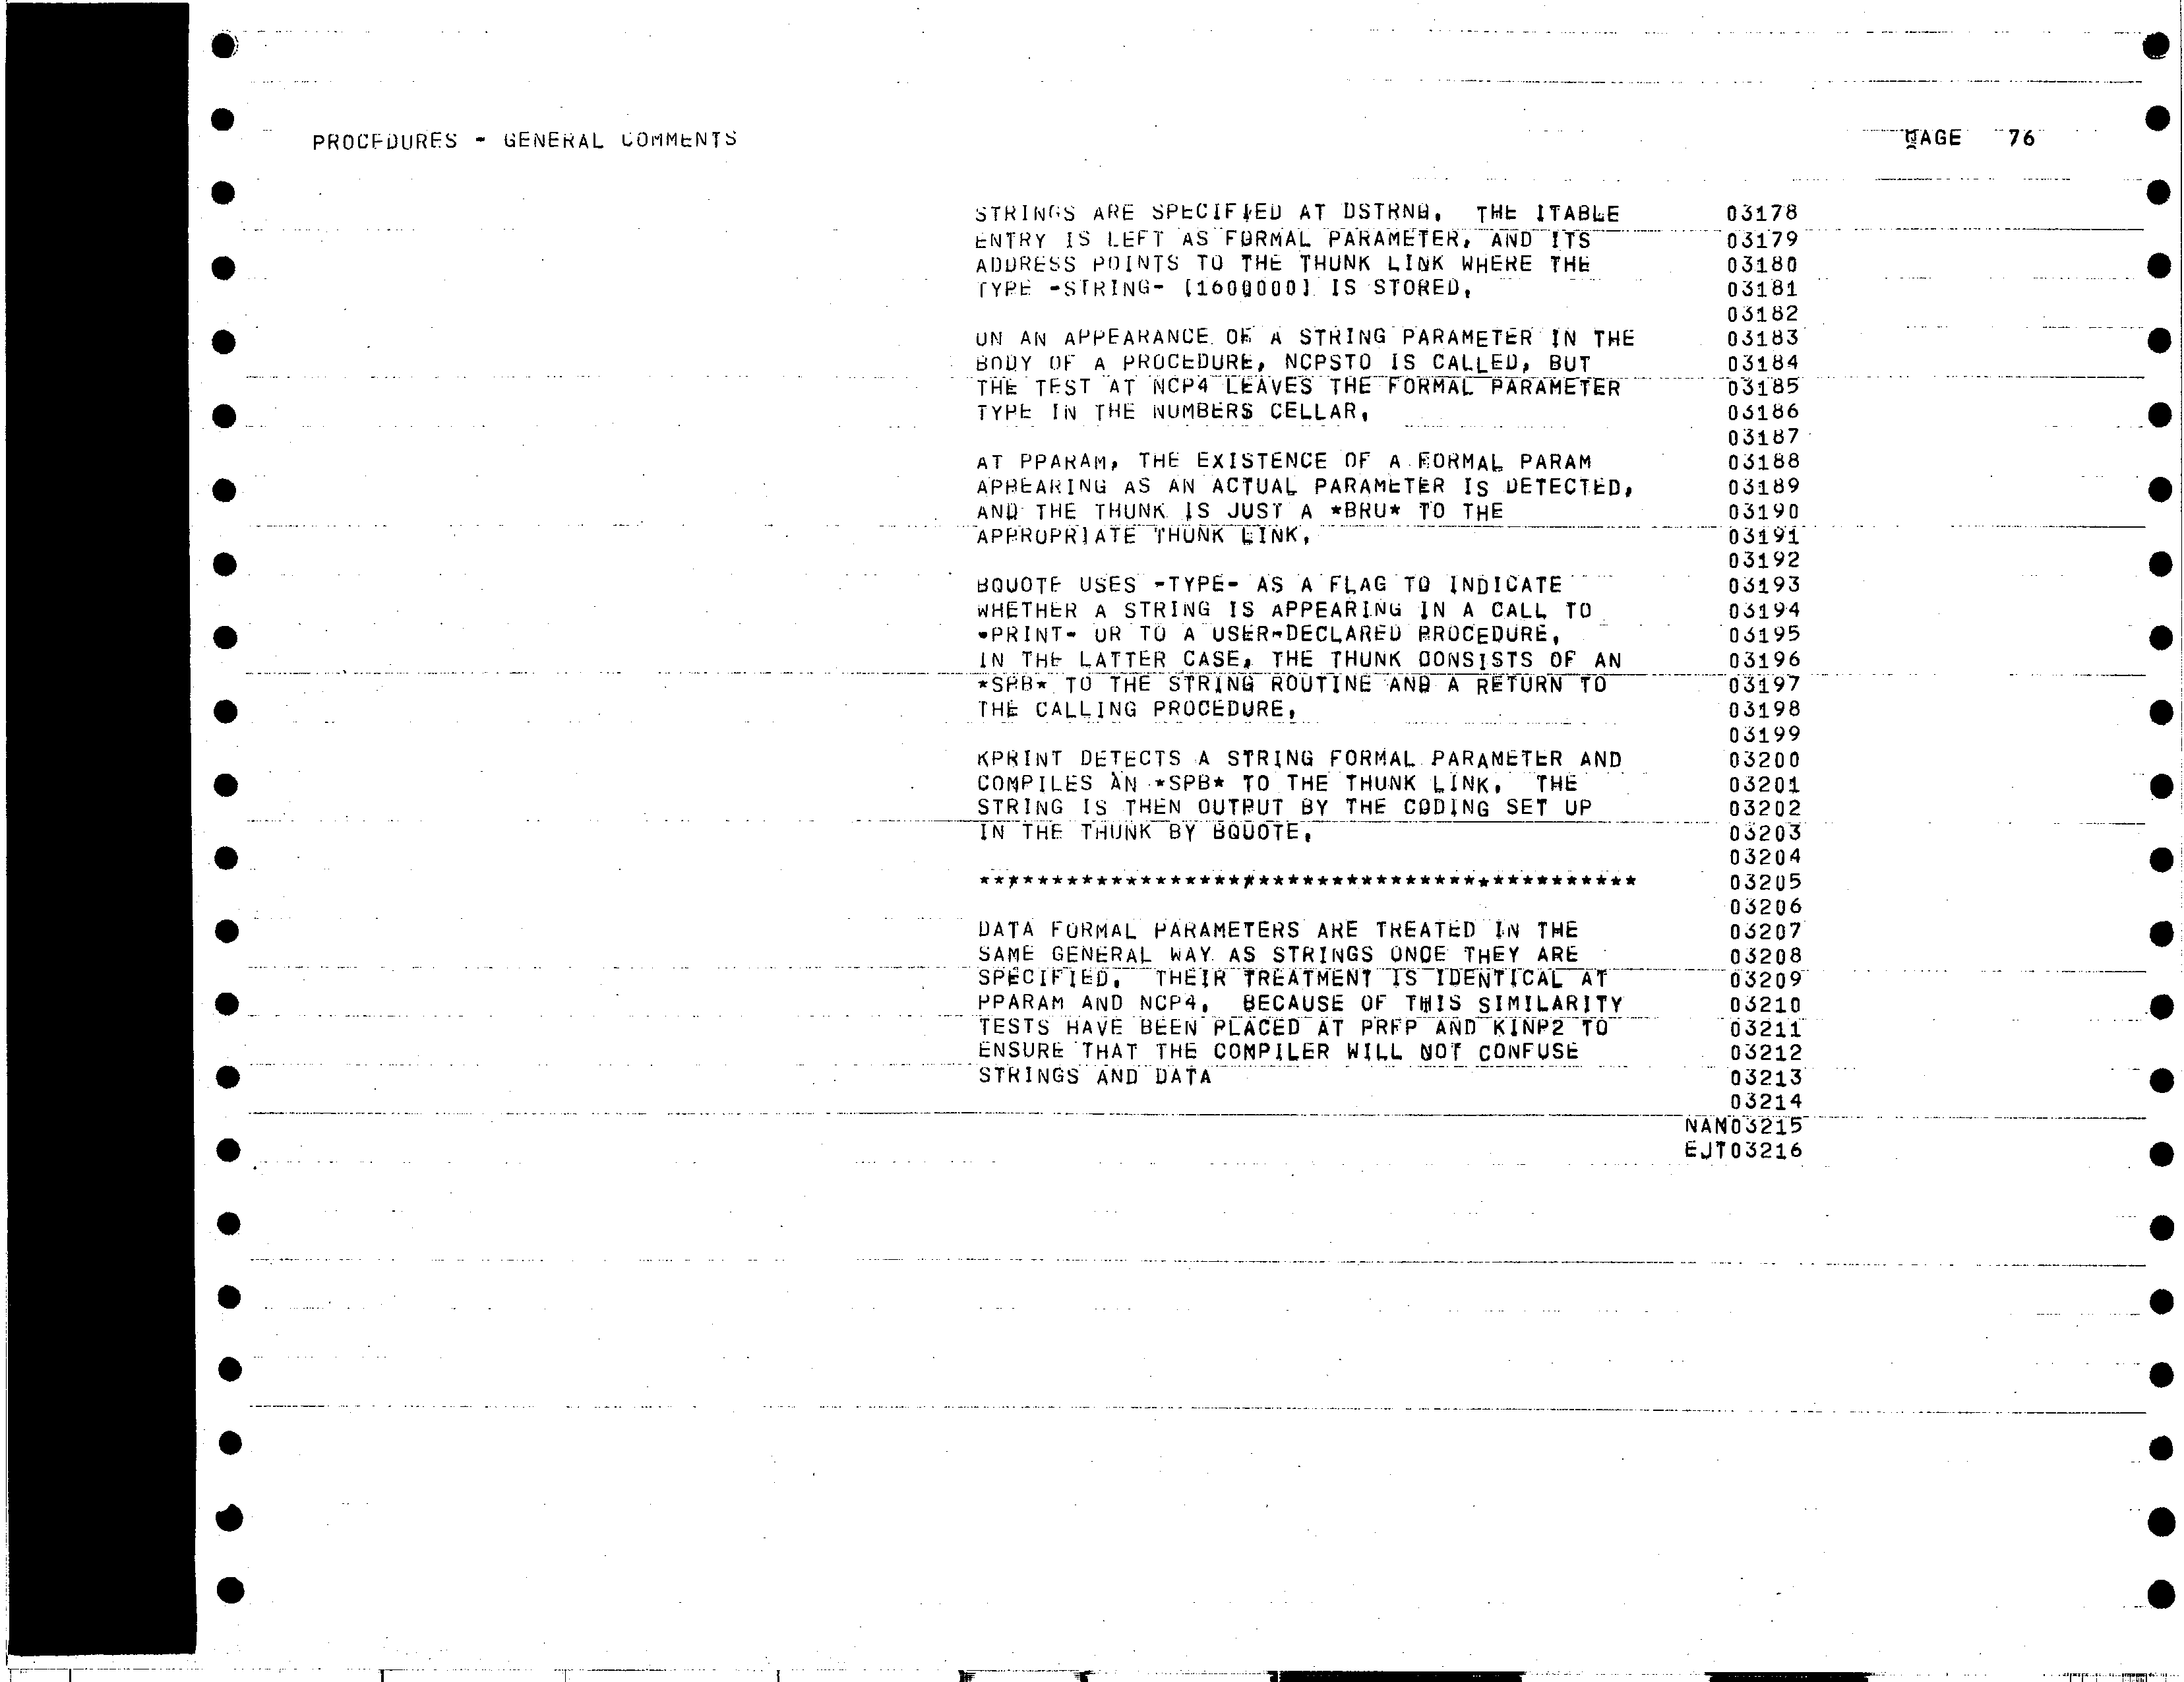 PROCEDURES - GENERAL COMMENTS PAGE 76
STRINGS ARE SPECIFIED AT DSTRNG. THE ITABLE 03178
ENTRY IS LEFT AS FORMAL PARAMETER, AND ITS 03179
ADDRESS POINTS TO THE THUNK LINK WHERE THE 03180
TYPE -STRING- [1600000] IS STORED. 03181
03182
ON AN APPEARANCE OF A STRING PARAMETER IN THE 03183
BODY OF A PROCEDURE, NCPSTO IS CALLED, BUT 03184
THE TEST AT NCP4 LEAVES THE FORMAL PARAMETER 03185
TYPE IN THE NUMBERS CELLAR. 03186
03187
AT PPARAM, THE EXISTENCE OF A FORMAL PARAM 03188
APPEARING AS AN ACTUAL PARAMETER IS DETECTED, 03189
AND THE THUNK IS JUST A *BRU* TO THE 03190
APPROPRIATE THUNK LINK. 03191
03192
BQUOTE USES -TYPE- AS A FLAG TO INDICATE 03193
WHETHER A STRING IS APPEARING IN A CALL TO 03194
-PRINT- OR TO A USER-DECLARED PROCEDURE. 03195
IN THE LATTER CASE, THE THUNK CONSISTS OF AN 03196
*SPB* TO THE STRING ROUTINE AND A RETURN TO 03197
THE CALLING PROCEDURE. 03198
03199
KPRINT DETECTS A STRING FORMAL PARAMETER AND 03200
COMPILES AN *SPB* TO THE THUNK LINK. THE 03201
STRING IS THEN OUTPUT BY THE CODING SET UP 03202
IN THE THUNK BY BQUOTE. 03203
03204
********************************************* 03205
03206
DATA FORMAL PARAMETERS ARE TREATED IN THE 03207
SAME GENERAL WAY AS STRINGS ONCE THEY ARE 03208
SPECIFIED. THEIR TREATMENT IS IDENTICAL AT 03209
PPARAM AND NCP4. BECAUSE OF THIS SIMILARITY 03210
TESTS HAVE BEEN PLACED AT PRFP AND KINP2 TO 03211
ENSURE THAT THE COMPILER WILL NOT CONFUSE 03212
STRINGS AND DATA 03213
03214
NAM03215
EJT03216